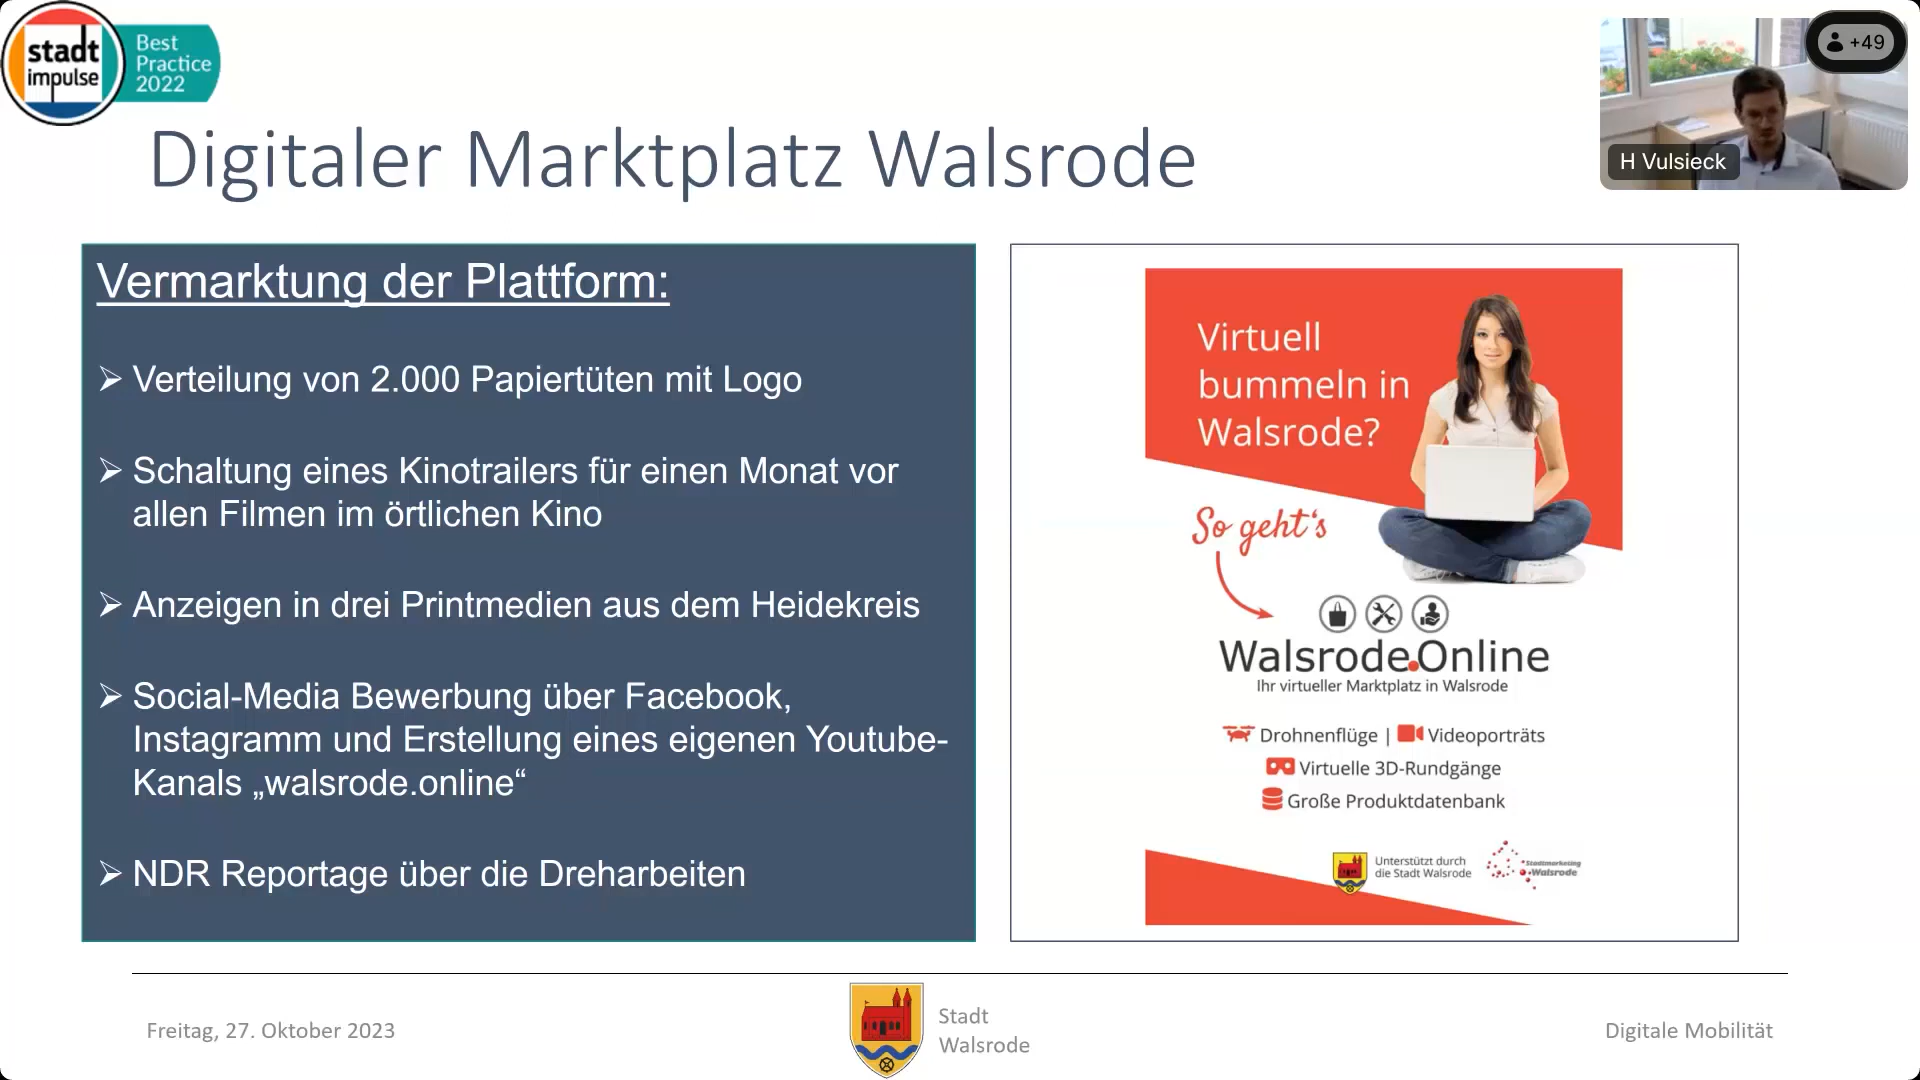 stadt
impulse
Best
Practice
2022
+49
H Vulsieck
Digitaler Marktplatz Walsrode
Vermarktung der Plattform:
➢ Verteilung von 2.000 Papiertüten mit Logo
➢ Schaltung eines Kinotrailers für einen Monat vor
allen Filmen im örtlichen Kino
➢ Anzeigen in drei Printmedien aus dem Heidekreis
➢ Social-Media Bewerbung über Facebook,
Instagramm und Erstellung eines eigenen Youtube-
Kanals „walsrode.online“
➢ NDR Reportage über die Dreharbeiten
Virtuell
bummeln in
Walsrode?
So geht‘s
Walsrode.Online
Ihr virtueller Marktplatz in Walsrode
Drohnenflüge | Videoporträts
Virtuelle 3D-Rundgänge
Große Produktdatenbank
Unterstützt durch
die Stadt Walsrode
Stadtmarketing
Walsrode
Freitag, 27. Oktober 2023
Stadt
Walsrode
Digitale Mobilität